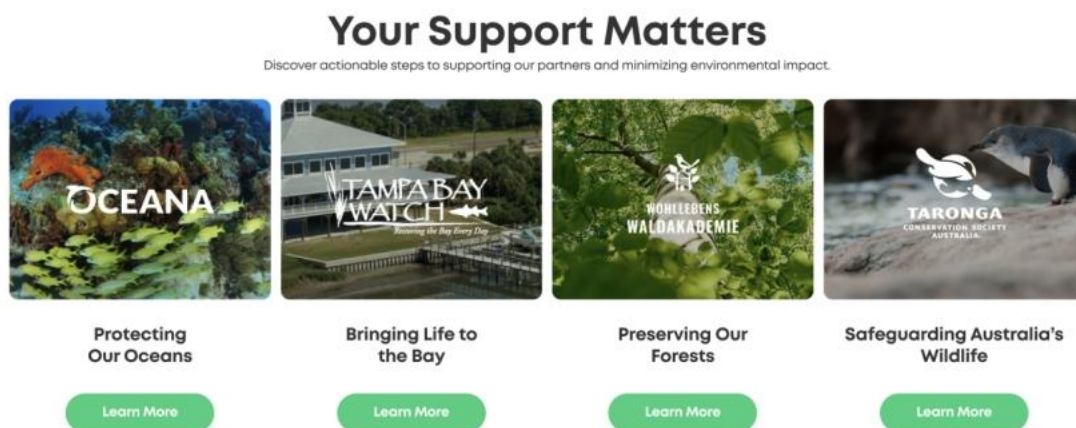 Your Support Matters
Discover actionable steps to supporting our partners and minimizing environmental impact.
OCEANA
TAMPA BAY
WATCH
Restoring the Bay Every Day
WOHLLEBENS
WALDAKADEMIE
TARONGA
CONSERVATION SOCIETY
AUSTRALIA
Protecting
Our Oceans
Bringing Life to
the Bay
Preserving Our
Forests
Safeguarding Australia's
Wildlife
Learn More
Learn More
Learn More
Learn More